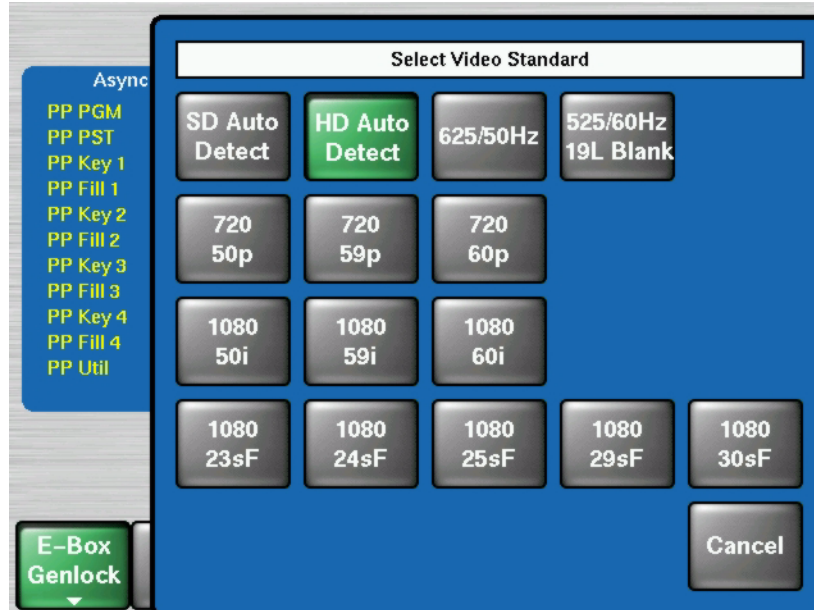 Select Video Standard
Async
PP PGM
PP PST
PP Key 1
PP Fill 1
PP Key 2
PP Fill 2
PP Key 3
PP Fill 3
PP Key 4
PP Fill 4
PP Util
SD Auto
Detect
HD Auto
Detect
625/50Hz
525/60Hz
19L Blank
720
50p
720
59p
720
60p
1080
50i
1080
59i
1080
60i
1080
23sF
1080
24sF
1080
25sF
1080
29sF
1080
30sF
E-Box
Genlock
Cancel